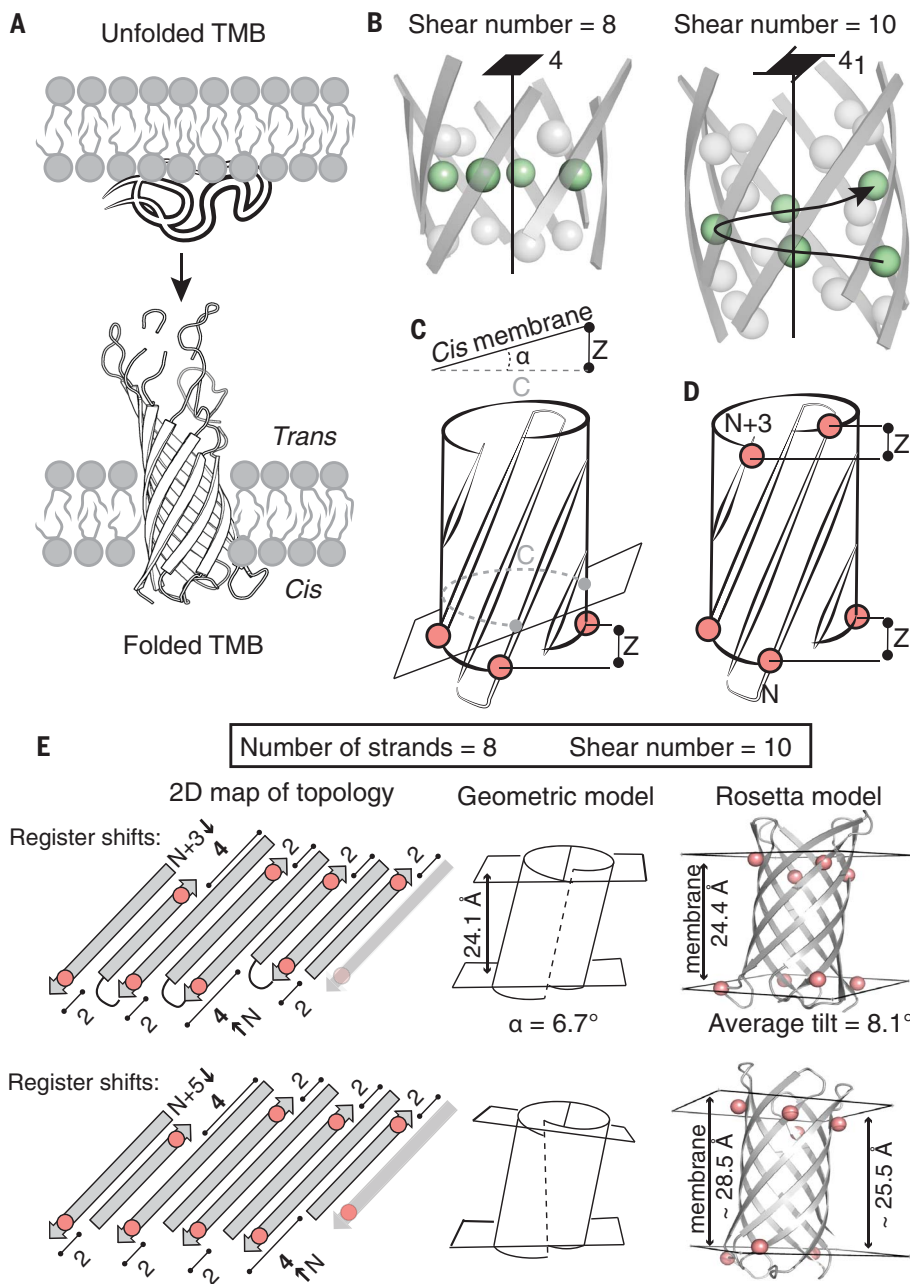 A
Unfolded TMB
Trans
Cis
Folded TMB
B
Shear number = 8
4
Shear number = 10
4₁
C
Cis membrane
α
Z
C
C
Z
D
N+3
Z
Z
N
E
Number of strands = 8 Shear number = 10
2D map of topology
Geometric model
Rosetta model
Register shifts:
N+3↘
4
2
2
2
2
2
4
↑N
2
24.1 Å
α = 6.7°
membrane
24.4 Å
Average tilt = 8.1°
Register shifts:
N+5↘
4
2
2
2
2
2
2
4
↑N
membrane
~ 28.5 Å
~ 25.5 Å